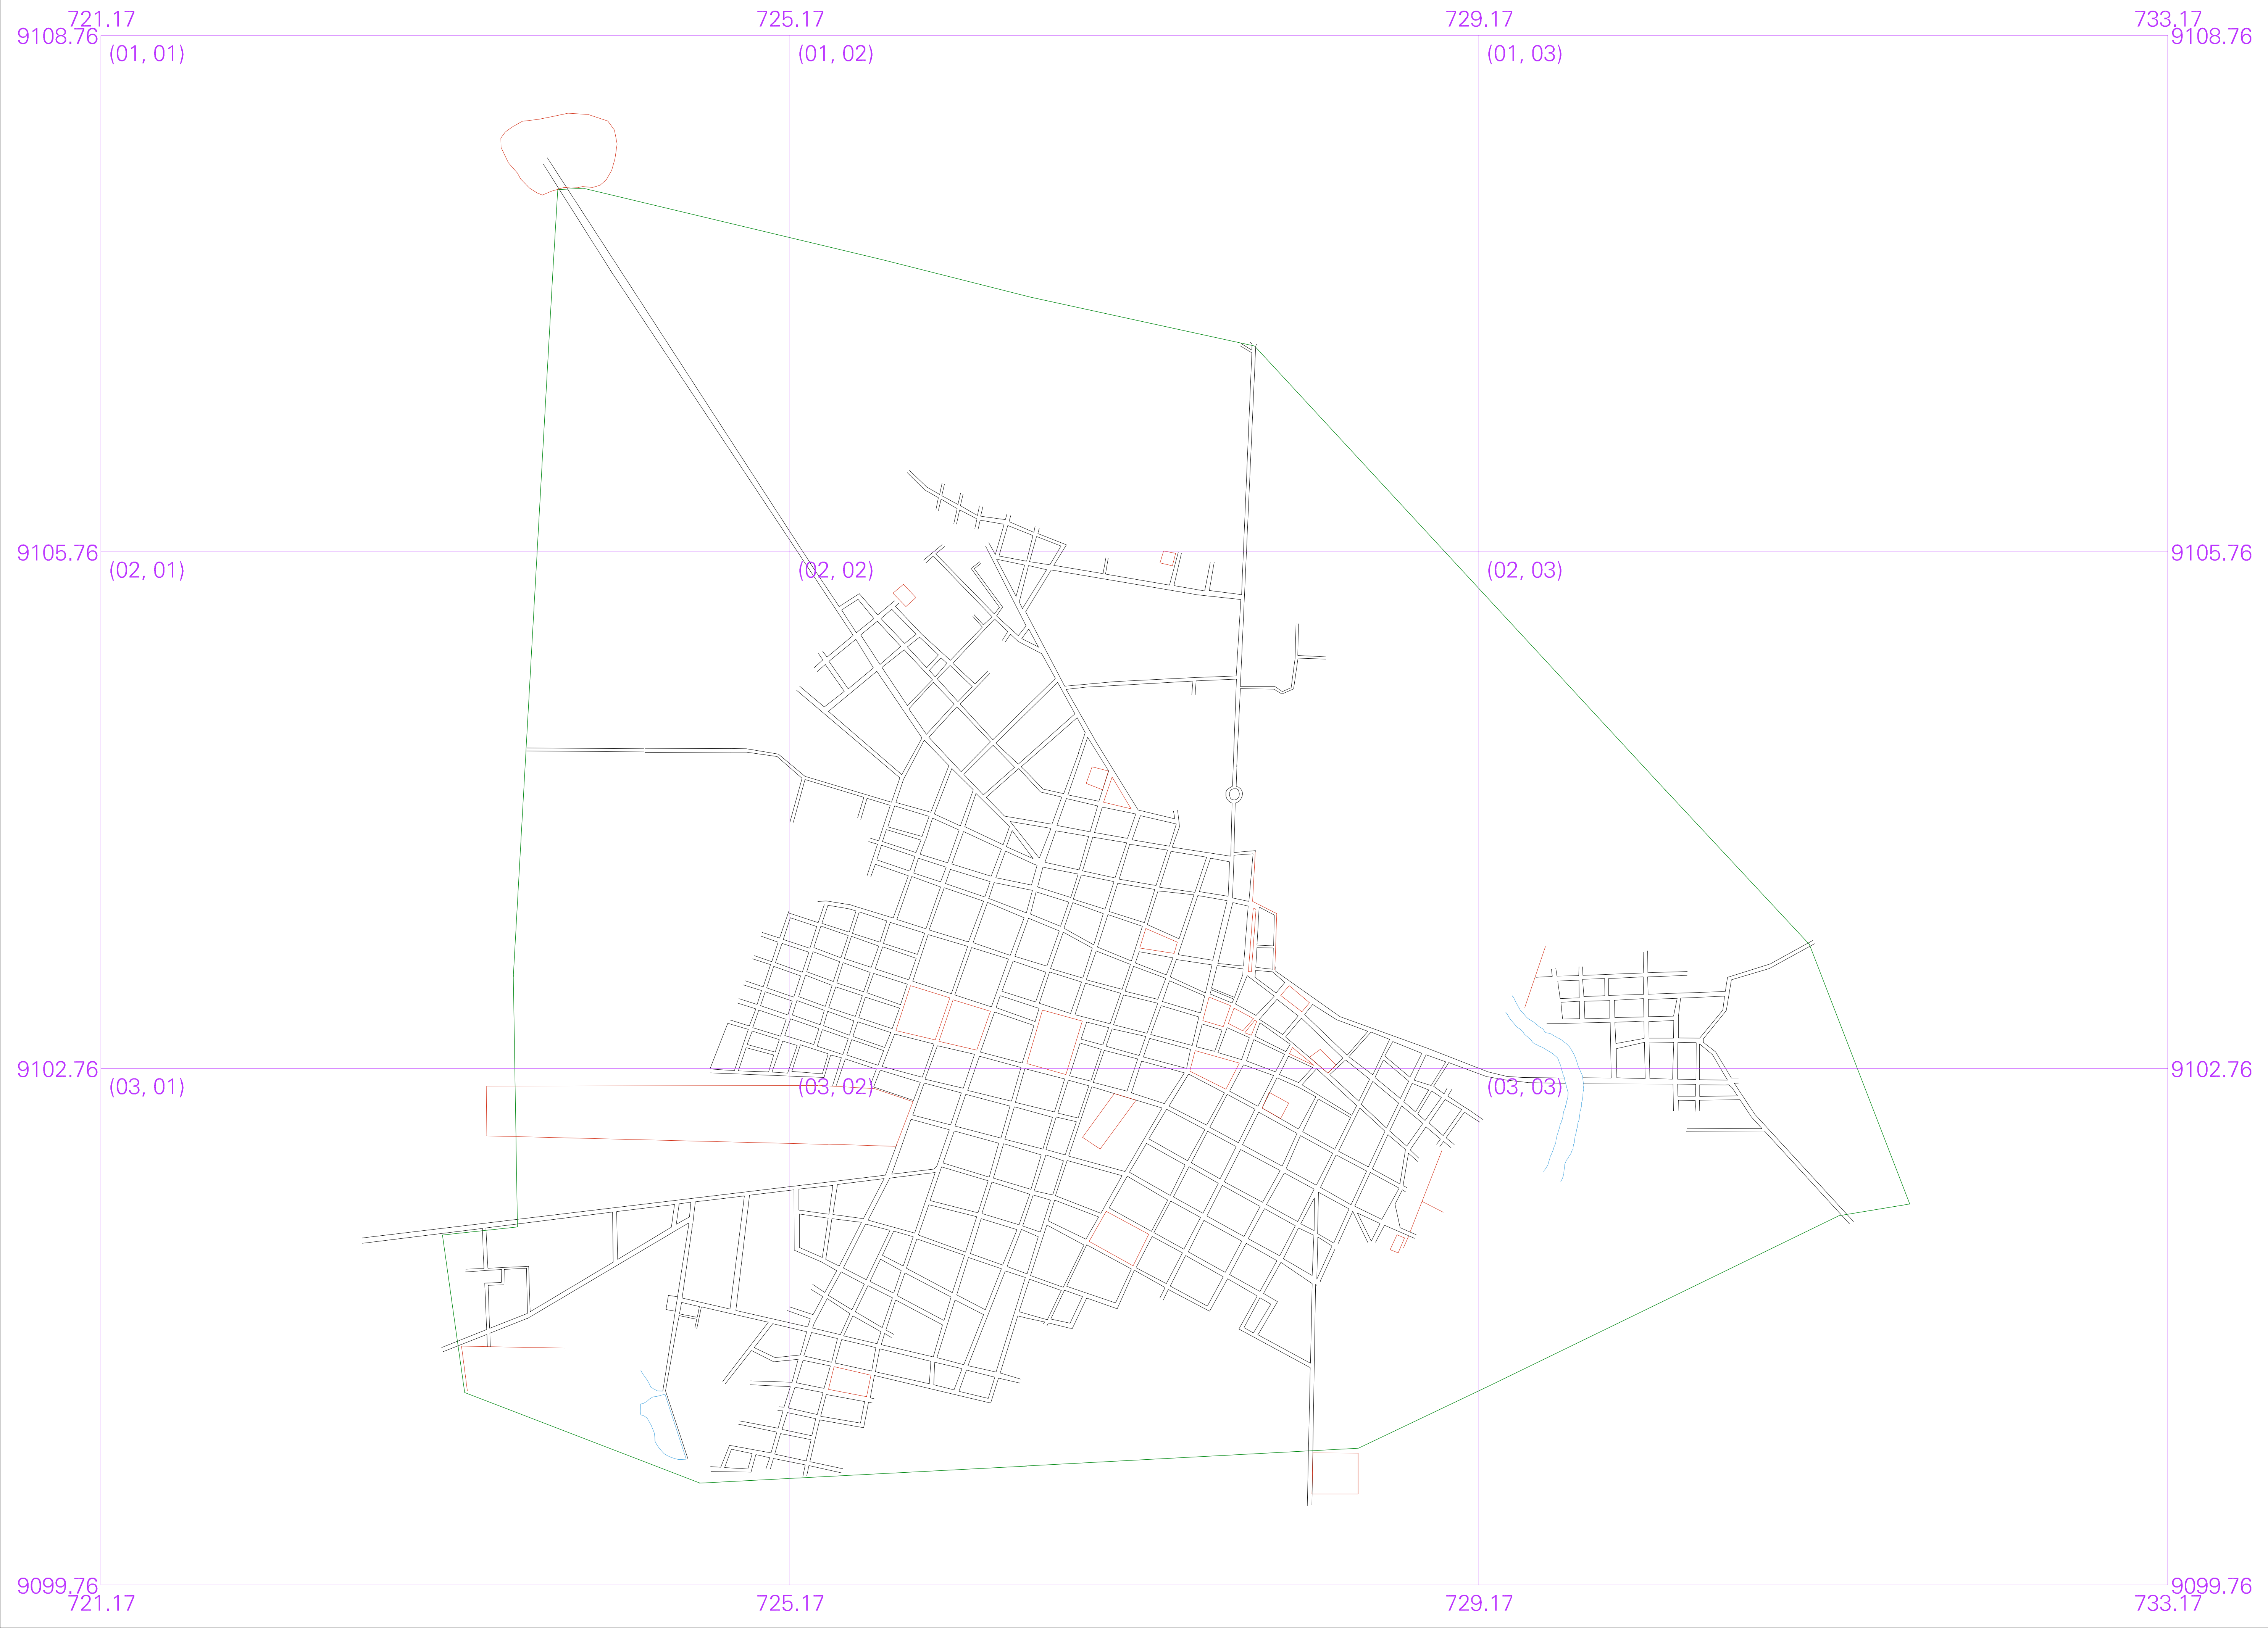 721.17 725.17 729.17 733.17
9108.76 9108.76
(01, 01) (01, 02) (01, 03)
9105.76 9105.76
(02, 01) (02, 02) (02, 03)
9102.76 9102.76
(03, 01) (03, 02) (03, 03)
9099.76 9099.76
721.17 725.17 729.17 733.17